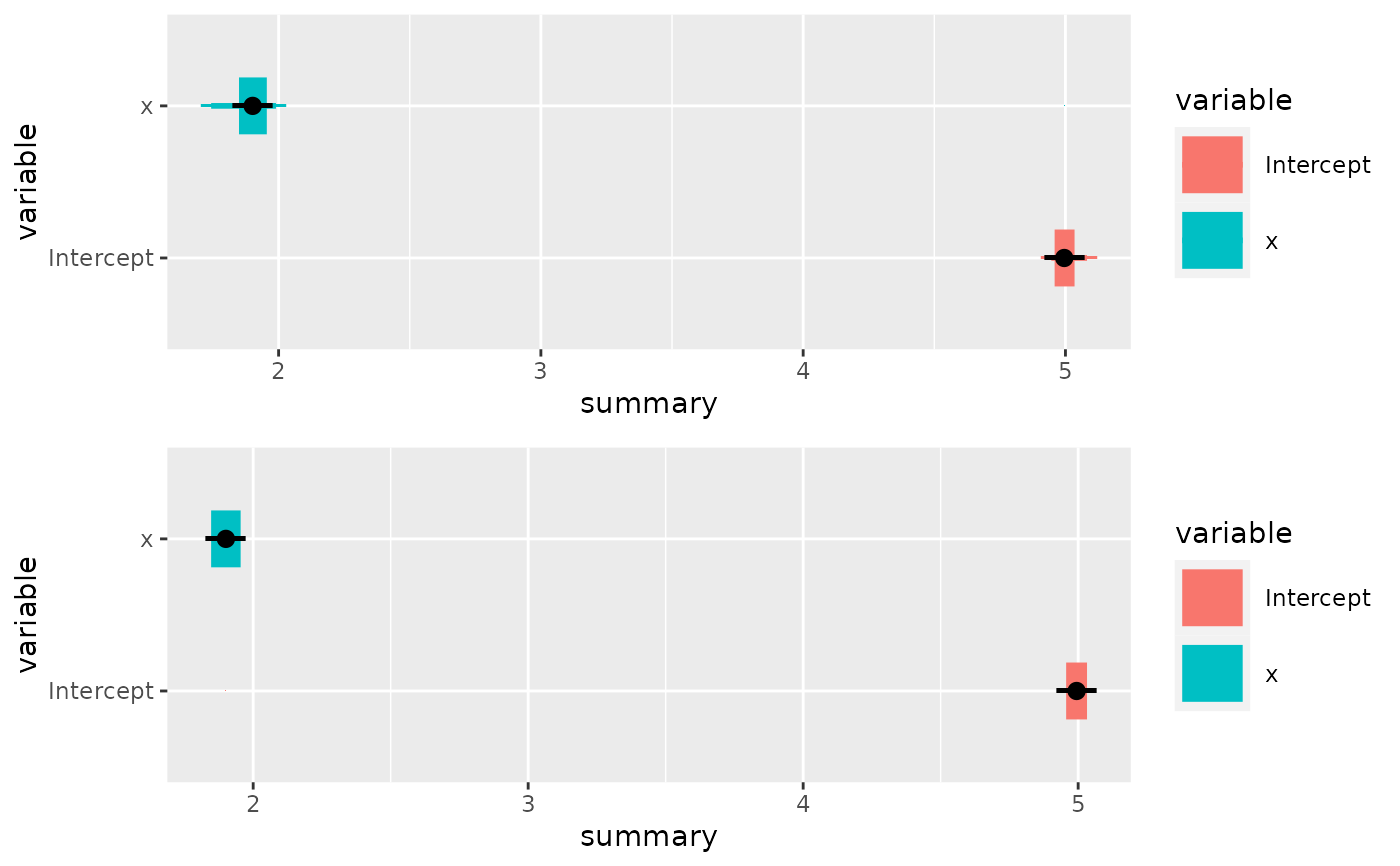 variable
x
Intercept
2 3 4 5
summary
variable
Intercept
x
variable
x
Intercept
2 3 4 5
summary
variable
Intercept
x